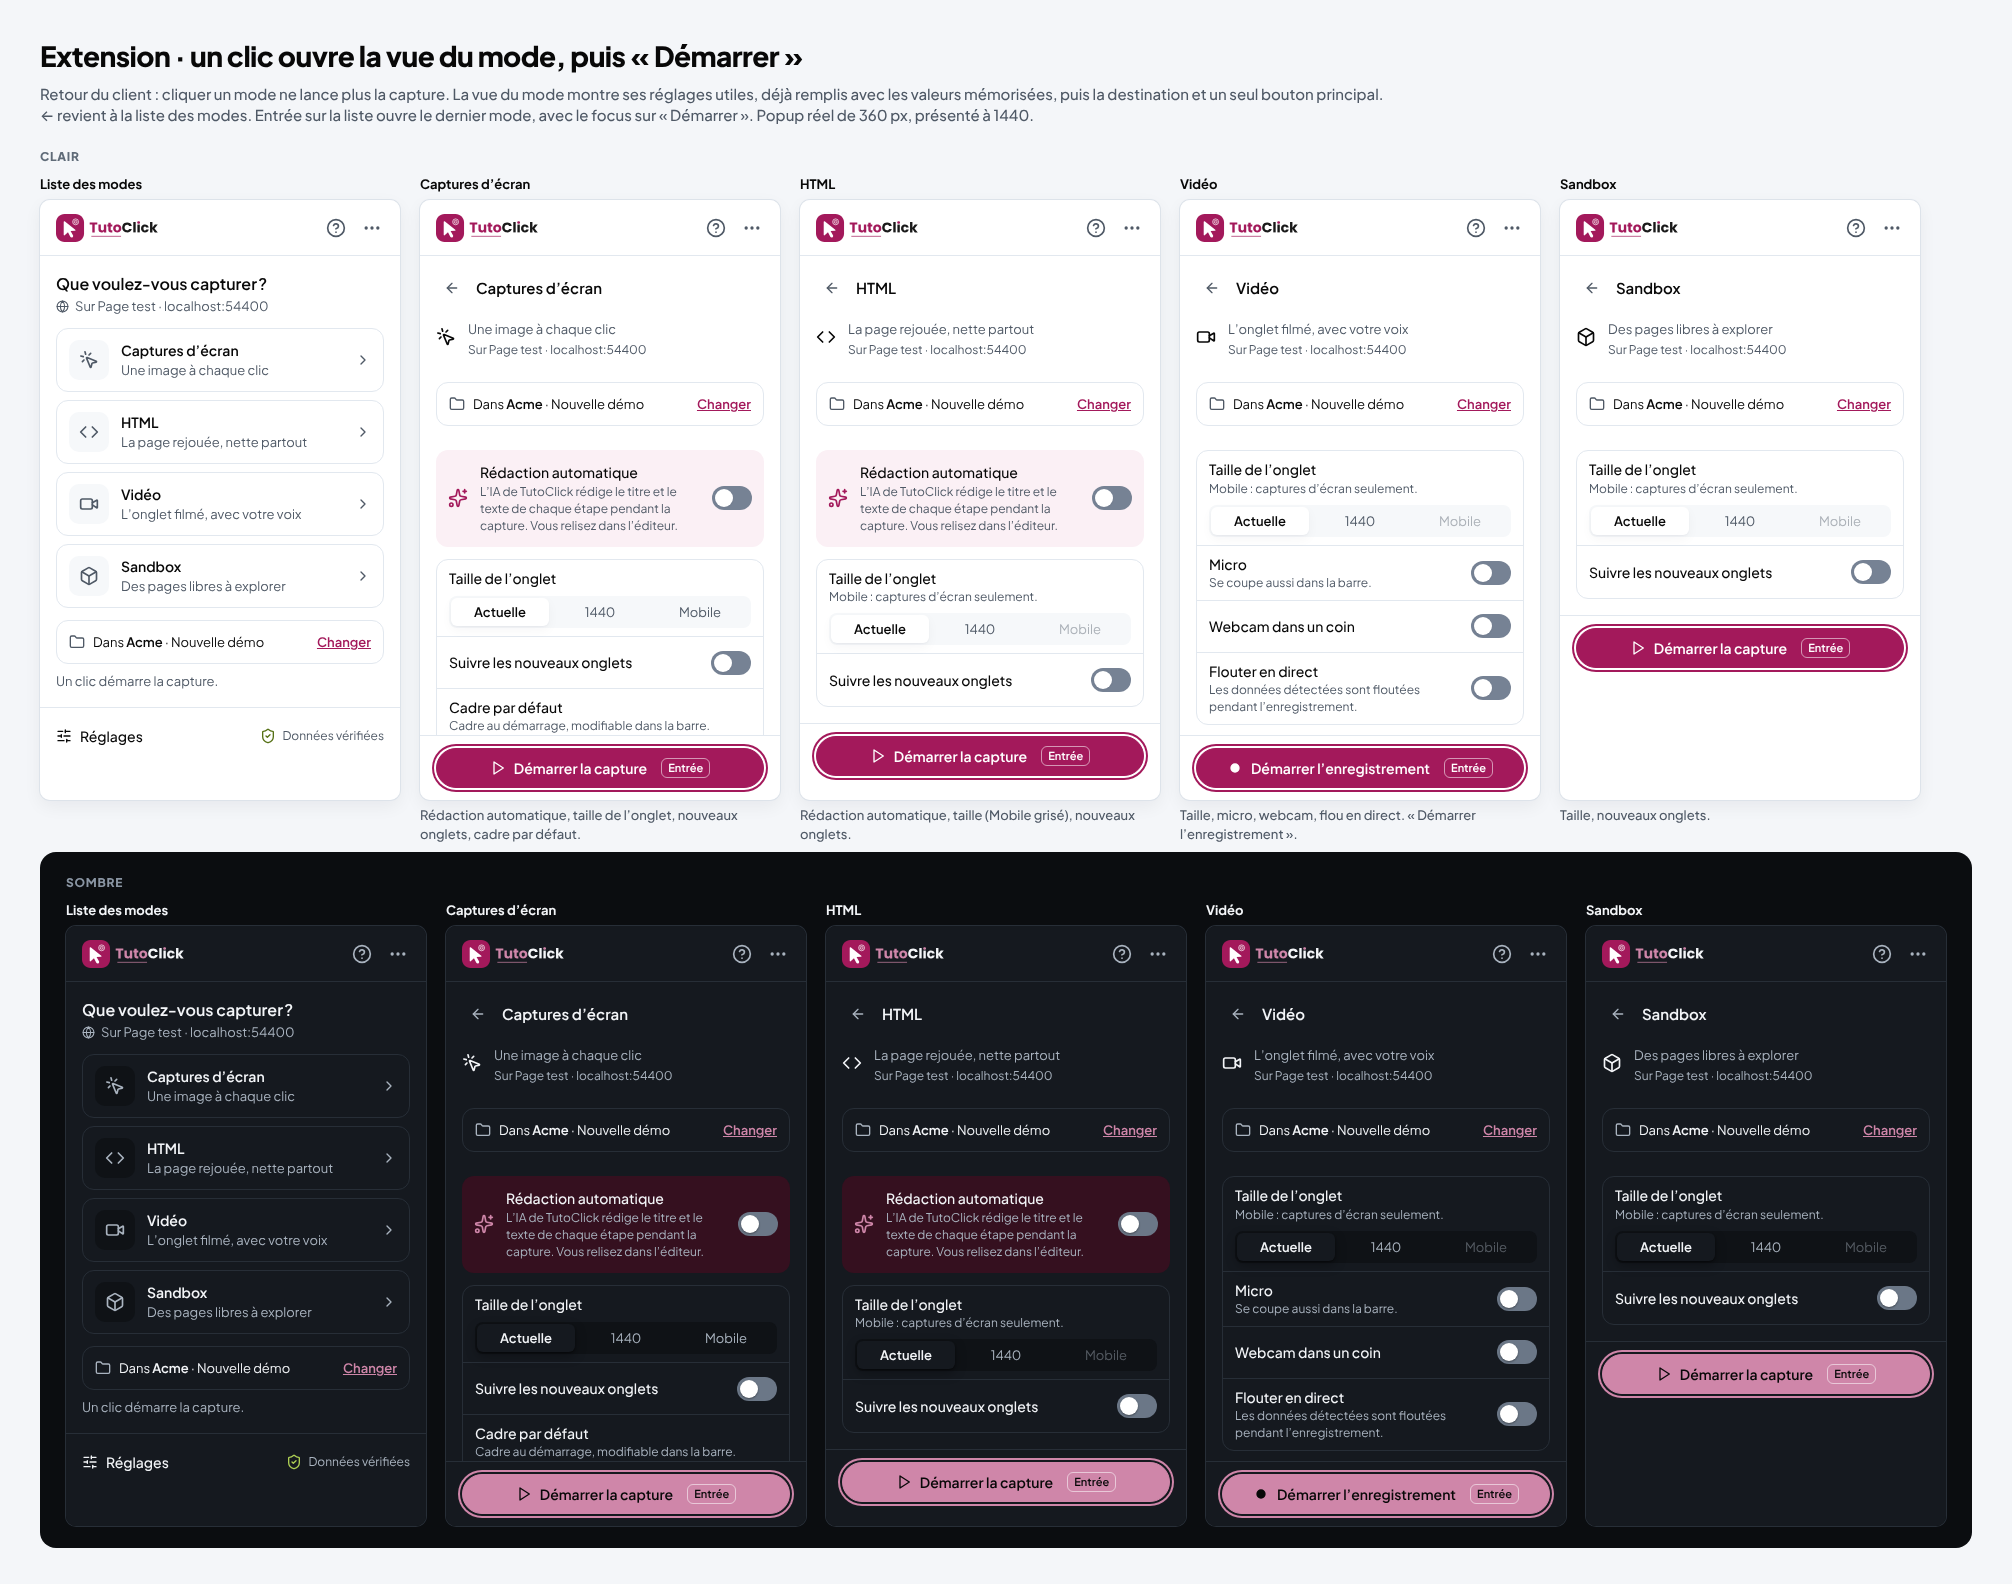 Extension · un clic ouvre la vue du mode, puis « Démarrer »
Retour du client : cliquer un mode ne lance plus la capture. La vue du mode montre ses réglages utiles, déjà remplis avec les valeurs mémorisées, puis la destination et un seul bouton principal.
← revient à la liste des modes. Entrée sur la liste ouvre le dernier mode, avec le focus sur « Démarrer ». Popup réel de 360 px, présenté à 1440.
CLAIR
Liste des modes
TutoClick
Que voulez-vous capturer ?
Sur Page test · localhost:54400
Captures d’écran
Une image à chaque clic
HTML
La page rejouée, nette partout
Vidéo
L’onglet filmé, avec votre voix
Sandbox
Des pages libres à explorer
Dans Acme · Nouvelle démo
Changer
Un clic démarre la capture.
Réglages
Données vérifiées
Captures d’écran
TutoClick
← Captures d’écran
Une image à chaque clic
Sur Page test · localhost:54400
Dans Acme · Nouvelle démo
Changer
Rédaction automatique
L’IA de TutoClick rédige le titre et le
texte de chaque étape pendant la
capture. Vous relisez dans l’éditeur.
Taille de l’onglet
Actuelle 1440 Mobile
Suivre les nouveaux onglets
Cadre par défaut
Cadre au démarrage, modifiable dans la barre.
Démarrer la capture Entrée
Rédaction automatique, taille de l’onglet, nouveaux
onglets, cadre par défaut.
HTML
TutoClick
← HTML
La page rejouée, nette partout
Sur Page test · localhost:54400
Dans Acme · Nouvelle démo
Changer
Rédaction automatique
L’IA de TutoClick rédige le titre et le
texte de chaque étape pendant la
capture. Vous relisez dans l’éditeur.
Taille de l’onglet
Mobile : captures d’écran seulement.
Actuelle 1440 Mobile
Suivre les nouveaux onglets
Démarrer la capture Entrée
Rédaction automatique, taille (Mobile grisé), nouveaux
onglets.
Vidéo
TutoClick
← Vidéo
L’onglet filmé, avec votre voix
Sur Page test · localhost:54400
Dans Acme · Nouvelle démo
Changer
Taille de l’onglet
Mobile : captures d’écran seulement.
Actuelle 1440 Mobile
Micro
Se coupe aussi dans la barre.
Webcam dans un coin
Flouter en direct
Les données détectées sont floutées
pendant l’enregistrement.
Démarrer l’enregistrement Entrée
Taille, micro, webcam, flou en direct. « Démarrer
l’enregistrement ».
Sandbox
TutoClick
← Sandbox
Des pages libres à explorer
Sur Page test · localhost:54400
Dans Acme · Nouvelle démo
Changer
Taille de l’onglet
Mobile : captures d’écran seulement.
Actuelle 1440 Mobile
Suivre les nouveaux onglets
Démarrer la capture Entrée
Taille, nouveaux onglets.
SOMBRE
Liste des modes
TutoClick
Que voulez-vous capturer ?
Sur Page test · localhost:54400
Captures d’écran
Une image à chaque clic
HTML
La page rejouée, nette partout
Vidéo
L’onglet filmé, avec votre voix
Sandbox
Des pages libres à explorer
Dans Acme · Nouvelle démo
Changer
Un clic démarre la capture.
Réglages
Données vérifiées
Captures d’écran
TutoClick
← Captures d’écran
Une image à chaque clic
Sur Page test · localhost:54400
Dans Acme · Nouvelle démo
Changer
Rédaction automatique
L’IA de TutoClick rédige le titre et le
texte de chaque étape pendant la
capture. Vous relisez dans l’éditeur.
Taille de l’onglet
Actuelle 1440 Mobile
Suivre les nouveaux onglets
Cadre par défaut
Cadre au démarrage, modifiable dans la barre.
Démarrer la capture Entrée
HTML
TutoClick
← HTML
La page rejouée, nette partout
Sur Page test · localhost:54400
Dans Acme · Nouvelle démo
Changer
Rédaction automatique
L’IA de TutoClick rédige le titre et le
texte de chaque étape pendant la
capture. Vous relisez dans l’éditeur.
Taille de l’onglet
Mobile : captures d’écran seulement.
Actuelle 1440 Mobile
Suivre les nouveaux onglets
Démarrer la capture Entrée
Vidéo
TutoClick
← Vidéo
L’onglet filmé, avec votre voix
Sur Page test · localhost:54400
Dans Acme · Nouvelle démo
Changer
Taille de l’onglet
Mobile : captures d’écran seulement.
Actuelle 1440 Mobile
Micro
Se coupe aussi dans la barre.
Webcam dans un coin
Flouter en direct
Les données détectées sont floutées
pendant l’enregistrement.
Démarrer l’enregistrement Entrée
Sandbox
TutoClick
← Sandbox
Des pages libres à explorer
Sur Page test · localhost:54400
Dans Acme · Nouvelle démo
Changer
Taille de l’onglet
Mobile : captures d’écran seulement.
Actuelle 1440 Mobile
Suivre les nouveaux onglets
Démarrer la capture Entrée